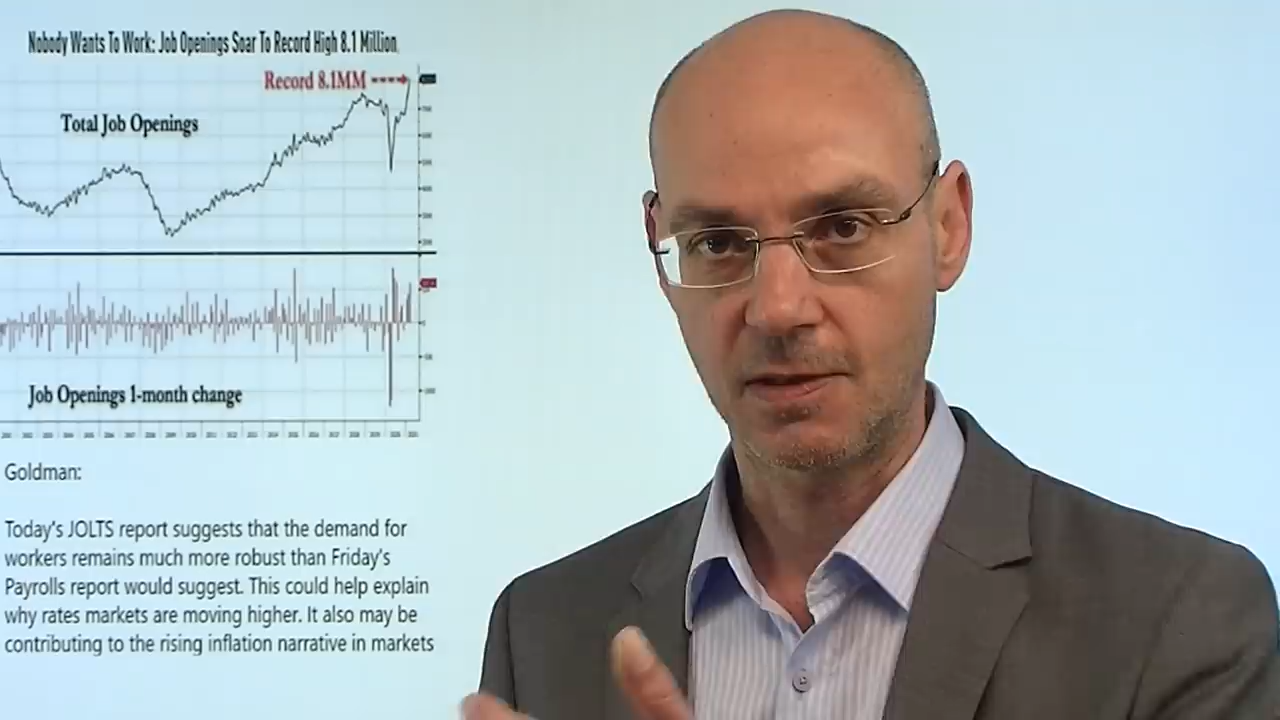 Nobody Wants To Work: Job Openings Soar To Record High 8.1 Million
Record 8.1MM
Total Job Openings
Job Openings 1-month change
Goldman:
Today's JOLTS report suggests that the demand for
workers remains much more robust than Friday's
Payrolls report would suggest. This could help explain
why rates markets are moving higher. It also may be
contributing to the rising inflation narrative in markets